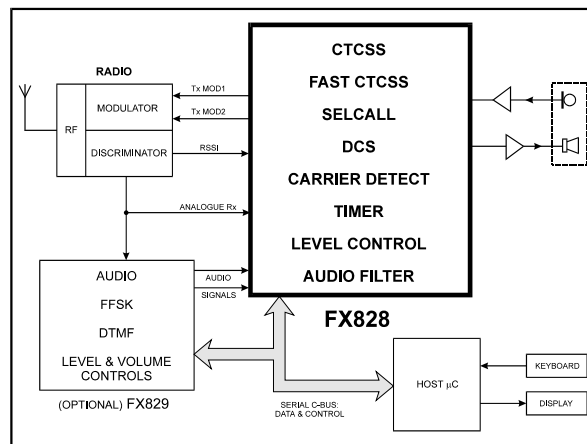 RADIO
RF
MODULATOR
DISCRIMINATOR
Tx MOD1
Tx MOD2
RSSI
ANALOGUE Rx
CTCSS
FAST CTCSS
SELCALL
DCS
CARRIER DETECT
TIMER
LEVEL CONTROL
AUDIO FILTER
FX828
AUDIO
FFSK
DTMF
LEVEL & VOLUME
CONTROLS
(OPTIONAL) FX829
AUDIO
SIGNALS
SERIAL C-BUS:
DATA & CONTROL
HOST µC
KEYBOARD
DISPLAY